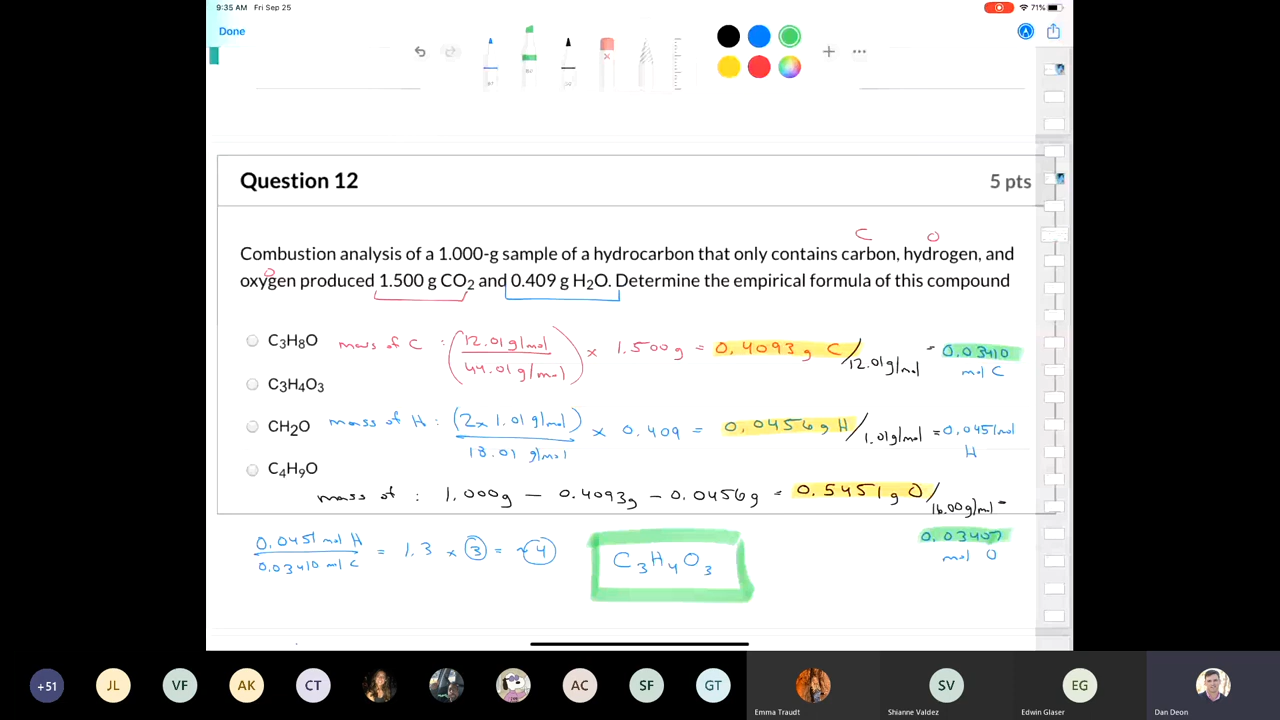 9:35 AM Fri Sep 25
71%
Done
Question 12
5 pts
C O
Combustion analysis of a 1.000-g sample of a hydrocarbon that only contains carbon, hydrogen, and
O
oxygen produced 1.500 g CO2 and 0.409 g H2O. Determine the empirical formula of this compound
C3H8O
mass of C : (12.01 g/mol / 44.01 g/mol) × 1.500 g = 0.4093 g C / 12.01 g/mol = 0.03410 mol C
C3H4O3
CH2O
mass of H : (2 x 1.01 g/mol) / 18.01 g/mol × 0.409 = 0.0456 g H / 1.01 g/mol = 0.0451 mol H
C4H9O
mass of : 1.000g — 0.4093g — 0.0456g = 0.5451 g O / 16.00 g/mol =
0.03407 mol O
0.0451 mol H / 0.03410 mol C = 1.3 × 3 = ~4
C3H4O3
+51
JL
VF
AK
CT
AC
SF
GT
Emma Traudt
SV
Shianne Valdez
EG
Edwin Glaser
Dan Deon